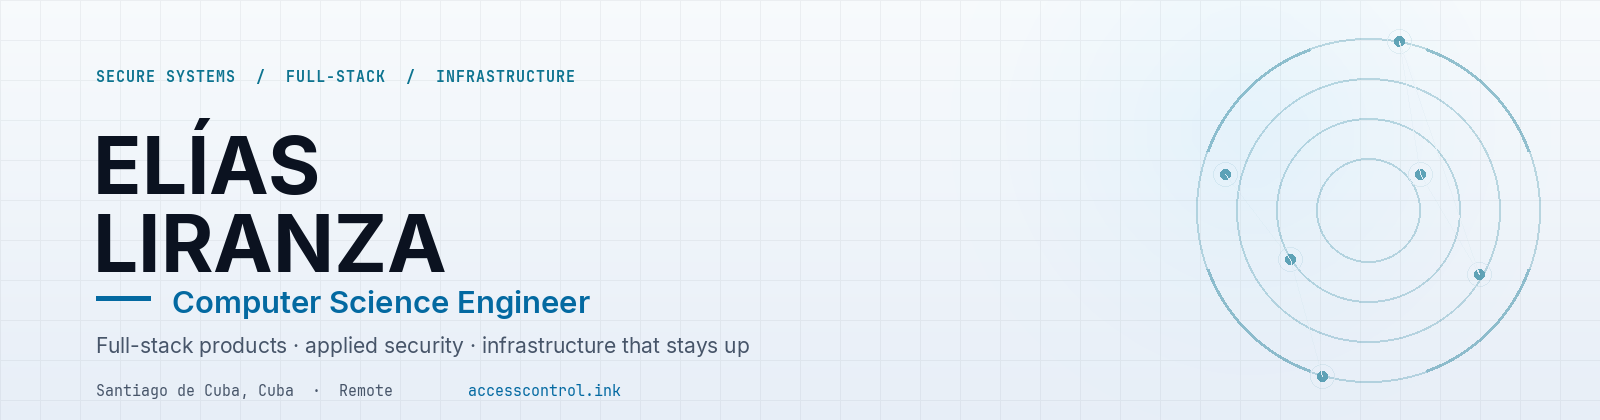 SECURE SYSTEMS / FULL-STACK / INFRASTRUCTURE
ELÍAS
LIRANZA
Computer Science Engineer
Full-stack products · applied security · infrastructure that stays up
Santiago de Cuba, Cuba · Remote accesscontrol.ink